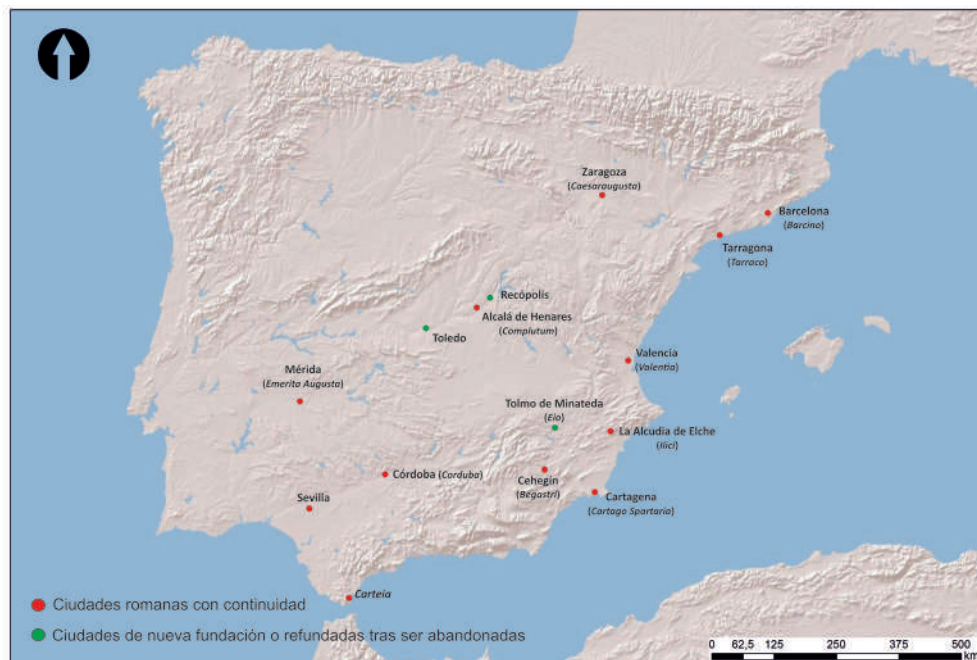 Zaragoza
(Caesaraugusta)
Barcelona
(Barcino)
Tarragona
(Tarraco)
Recópolis
Alcalá de Henares
(Complutum)
Toledo
Valencia
(Valentia)
Mérida
(Emerita Augusta)
Tolmo de Minateda
(Eio)
La Alcudia de Elche
(Ilici)
Córdoba (Corduba)
Cehegín
(Begastri)
Sevilla
Cartagena
(Cartago Spartaria)
Carteia
Ciudades romanas con continuidad
Ciudades de nueva fundación o refundadas tras ser abandonadas
0 62,5 125 250 375 500
km